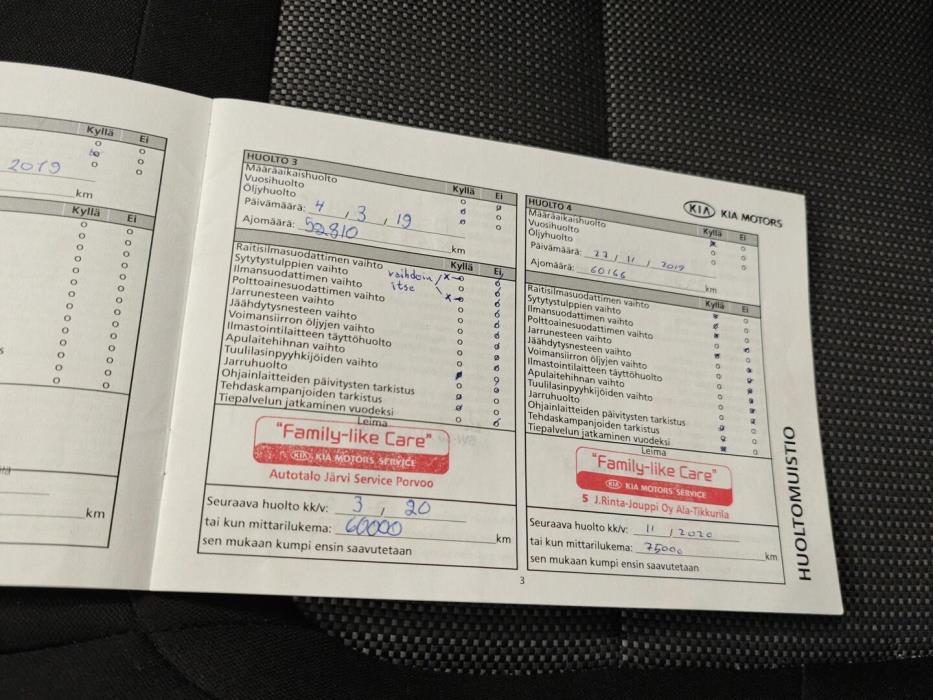 Kyllä Ei
2019
km
Kyllä Ei
km
HUOLTO 3
Määräaikaishuolto Kyllä Ei
Vuosihuolto
Öljyhuolto
Päivämäärä: 4 , 3 , 19
Ajomäärä: 52810 km
Kyllä Ei
Raitisilmasuodattimen vaihto
Sytytystulppien vaihto vaihdoin
Ilmansuodattimen vaihto itse
Polttoainesuodattimen vaihto
Jarrunesteen vaihto
Jäähdytysnesteen vaihto
Voimansiirron öljyjen vaihto
Ilmastointilaitteen täyttöhuolto
Apulaitehihnan vaihto
Tuulilasinpyyhkijöiden vaihto
Jarruhuolto
Ohjainlaitteiden päivitysten tarkistus
Tehdaskampanjoiden tarkistus
Tiepalvelun jatkaminen vuodeksi
Leima
"Family-like Care"
KIA KIA MOTORS SERVICE
Autotalo Järvi Service Porvoo
Seuraava huolto kk/v: 3 , 20
tai kun mittarilukema: 60000 km
sen mukaan kumpi ensin saavutetaan
KIA KIA MOTORS
HUOLTO 4
Määräaikaishuolto Kyllä Ei
Vuosihuolto
Öljyhuolto
Päivämäärä: 27 / 11 / 2019
Ajomäärä: 60166 km
Kyllä Ei
Raitisilmasuodattimen vaihto
Sytytystulppien vaihto
Ilmansuodattimen vaihto
Polttoainesuodattimen vaihto
Jarrunesteen vaihto
Jäähdytysnesteen vaihto
Voimansiirron öljyjen vaihto
Ilmastointilaitteen täyttöhuolto
Apulaitehihnan vaihto
Tuulilasinpyyhkijöiden vaihto
Jarruhuolto
Ohjainlaitteiden päivitysten tarkistus
Tehdaskampanjoiden tarkistus
Tiepalvelun jatkaminen vuodeksi
Leima
"Family-like Care"
KIA KIA MOTORS SERVICE
5 J.Rinta-Jouppi Oy Ala-Tikkurila
Seuraava huolto kk/v: 11 / 2020
tai kun mittarilukema: 75000 km
sen mukaan kumpi ensin saavutetaan
HUOLTOMUISTIO
3